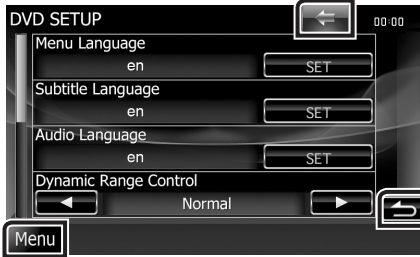 DVD SETUP
00:00
Menu Language
en
SET
Subtitle Language
en
SET
Audio Language
en
SET
Dynamic Range Control
Normal
Menu